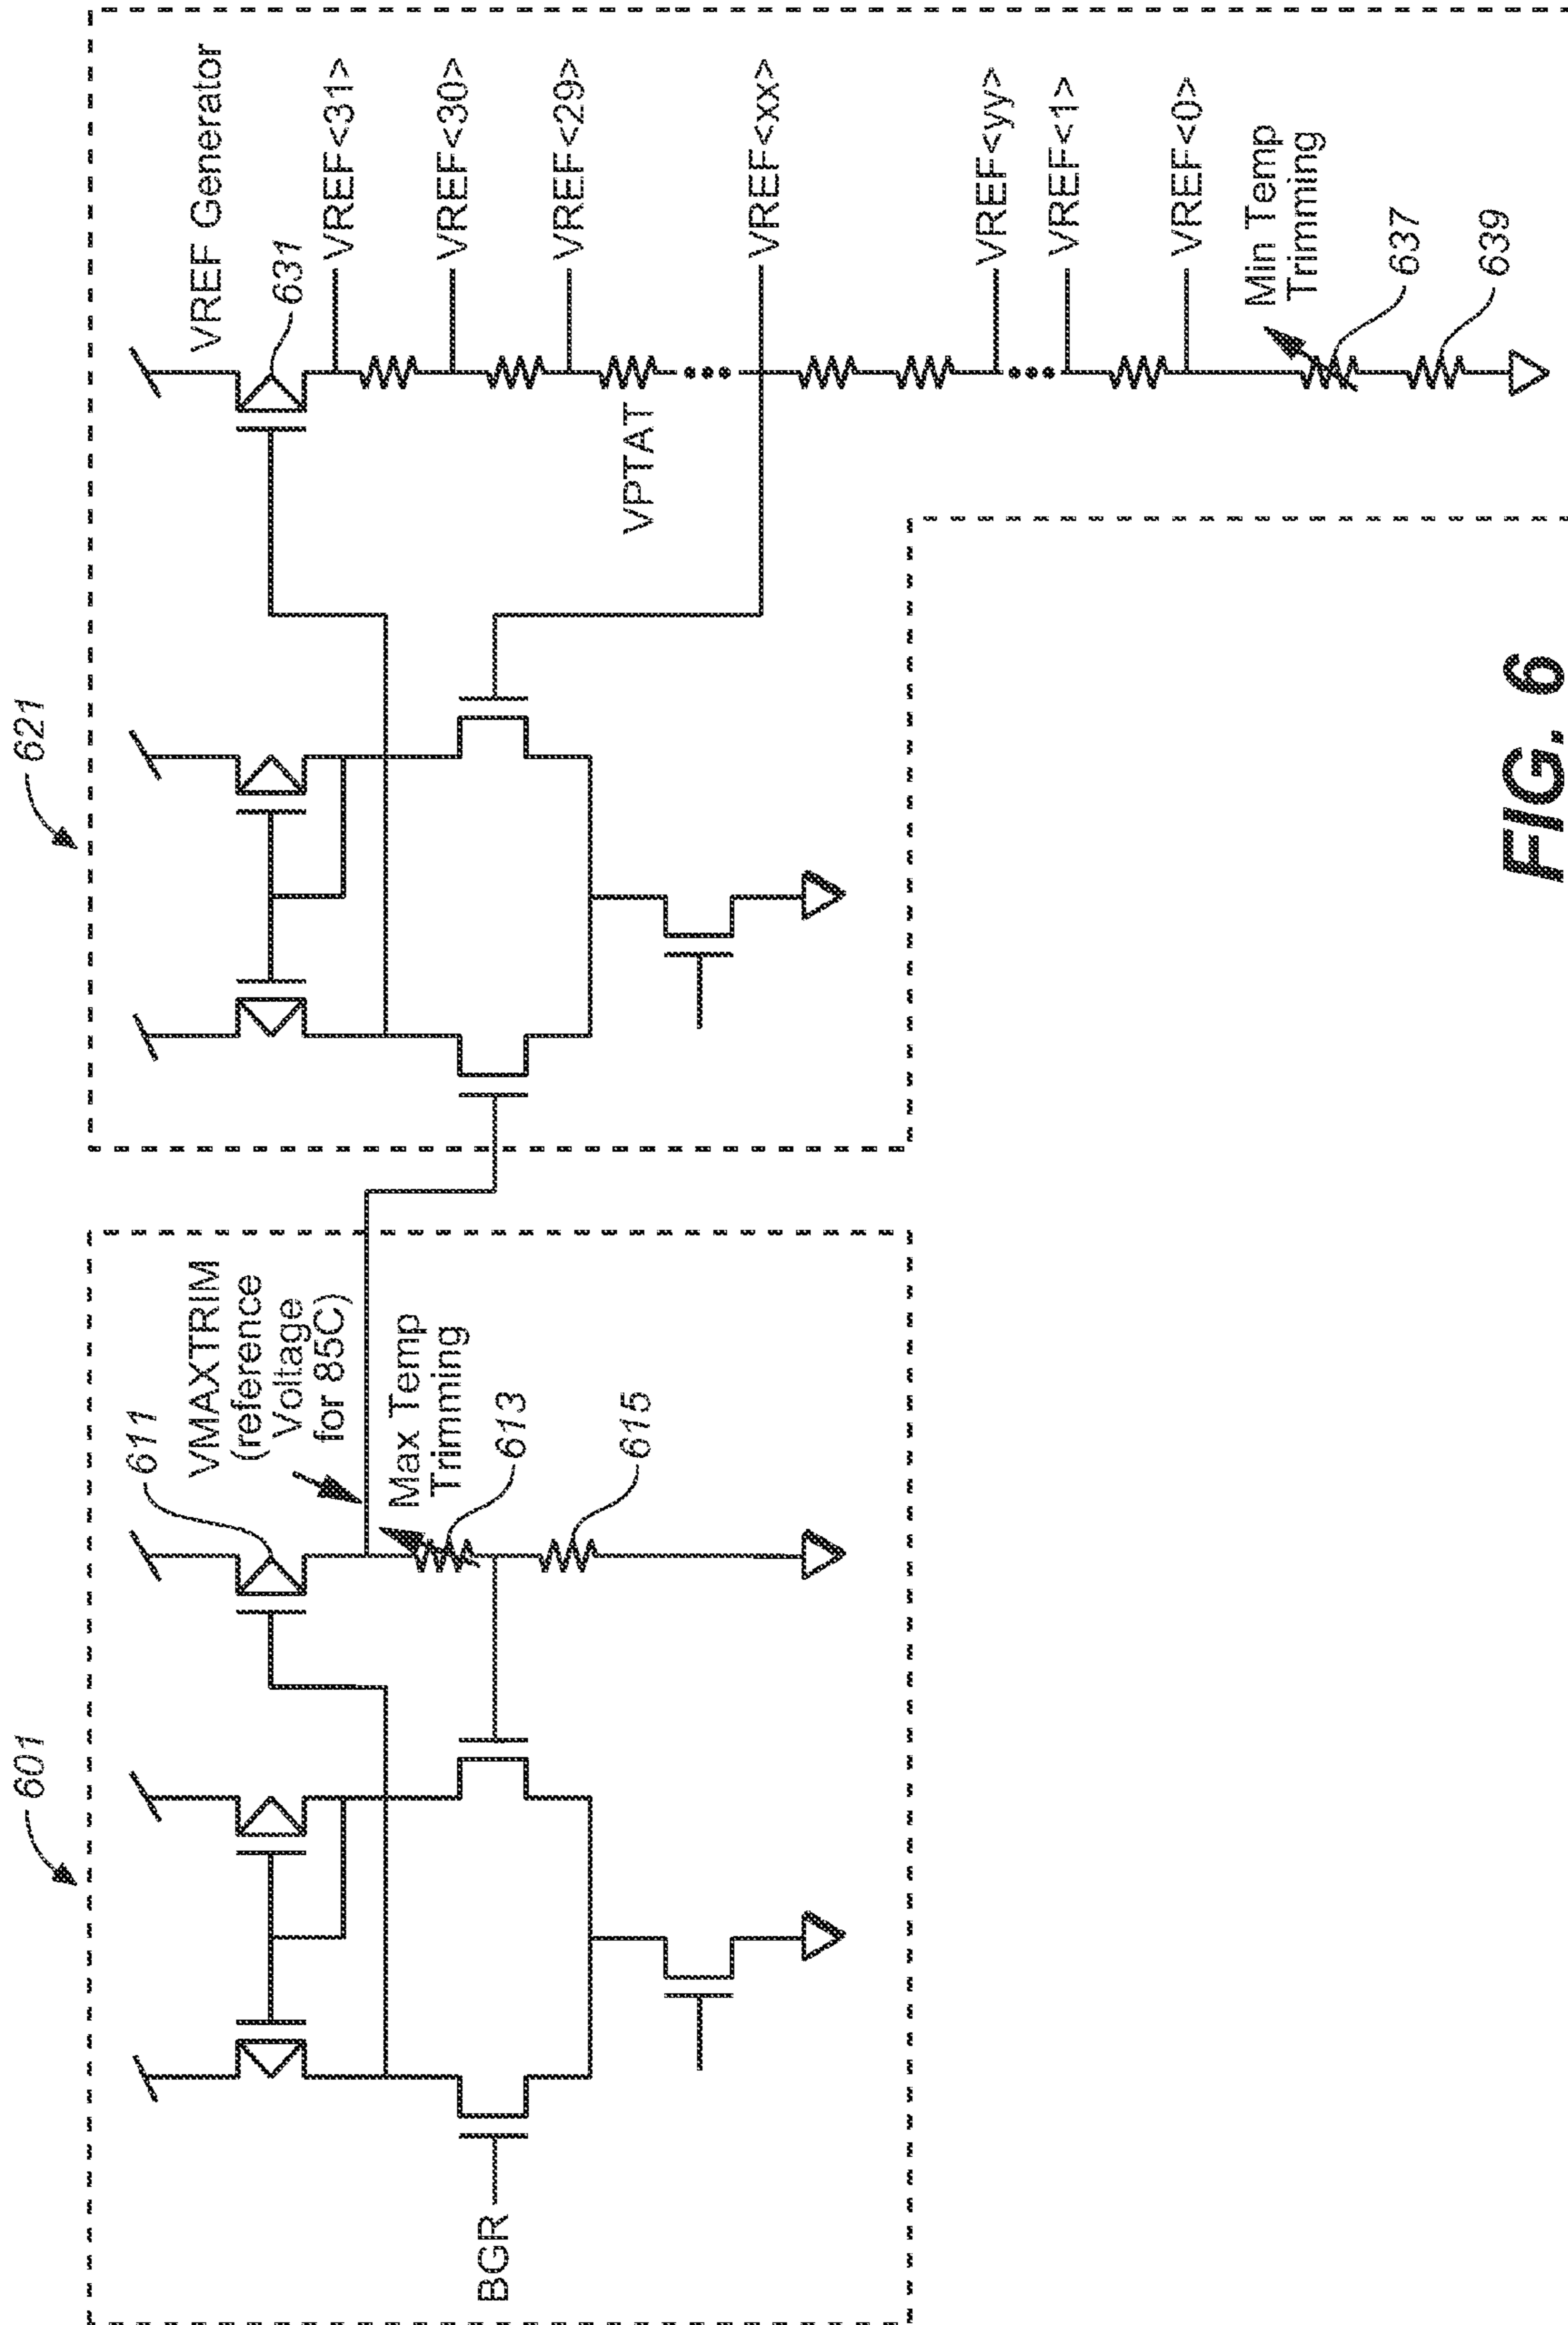 601
621
BGR
611
VMAXTRIM
(reference
Voltage
for 85C)
Max Temp
Trimming
613
615
VREF Generator
631
VREF<31>
VREF<30>
VREF<29>
VPTAT
VREF<xx>
VREF<yy>
VREF<1>
VREF<0>
Min Temp
Trimming
637
639
FIG. 6